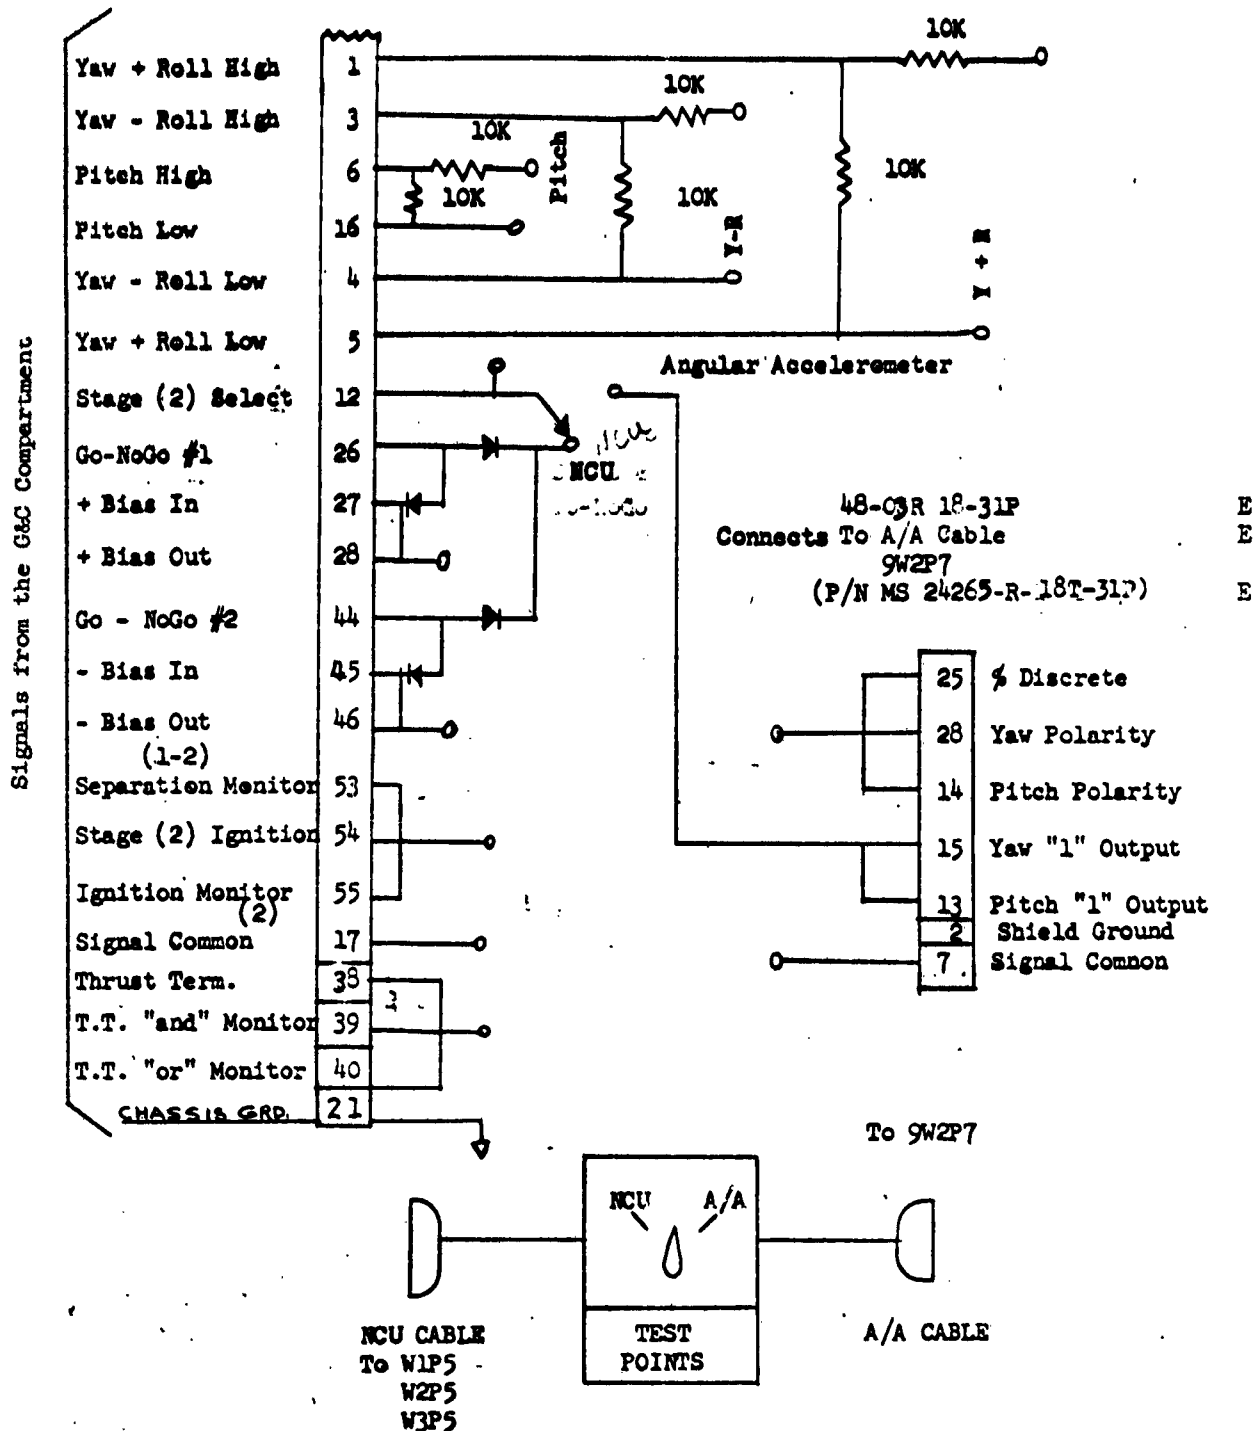 10K
Yaw + Roll High 1
10K
Yaw - Roll High 3
10K
Pitch High 6
Pitch
10K
10K
10K
Pitch Low 16
Y-R
Yaw - Roll Low 4
Y + R
Yaw + Roll Low 5
Angular Accelerometer
Stage (2) Select 12
Go-NoGo #1 26
NCU
NCU
+ Bias In 27
+ Bias Out 28
Go - NoGo #2 44
- Bias In 45
- Bias Out 46
(1-2)
Separation Monitor 53
Stage (2) Ignition 54
Ignition Monitor 55
(2)
Signal Common 17
Thrust Term. 38
T.T. "and" Monitor 39
T.T. "or" Monitor 40
CHASSIS GRD. 21
Signals from the G&C Compartment
48-03R 18-31P E
Connects To A/A Cable E
9W2P7
(P/N MS 24265-R-18T-31P) E
25 % Discrete
28 Yaw Polarity
14 Pitch Polarity
15 Yaw "1" Output
13 Pitch "1" Output
2 Shield Ground
7 Signal Common
To 9W2P7
NCU A/A
TEST
POINTS
NCU CABLE
To W1P5
W2P5
W3P5
A/A CABLE